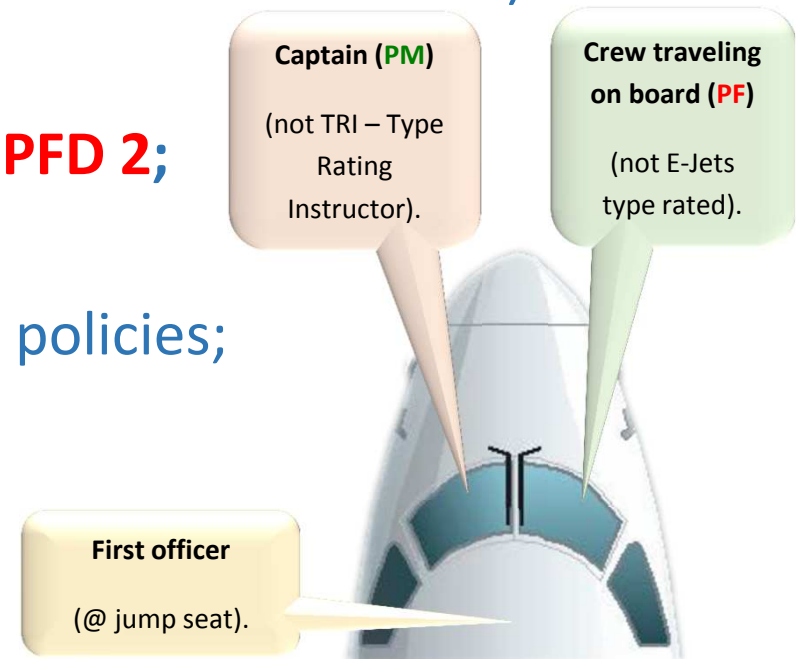 Captain (PM)
(not TRI – Type
Rating
Instructor).
Crew traveling
on board (PF)
(not E-Jets
type rated).
PFD 2;
policies;
First officer
(@ jump seat).